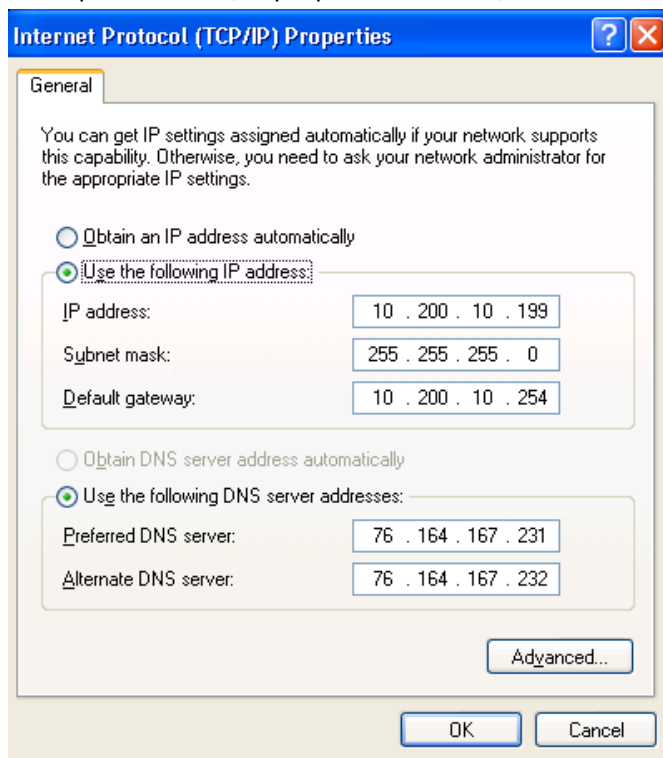 Internet Protocol (TCP/IP) Properties
General
You can get IP settings assigned automatically if your network supports
this capability. Otherwise, you need to ask your network administrator for
the appropriate IP settings.
Obtain an IP address automatically
Use the following IP address:
IP address: 10 . 200 . 10 . 199
Subnet mask: 255 . 255 . 255 . 0
Default gateway: 10 . 200 . 10 . 254
Obtain DNS server address automatically
Use the following DNS server addresses:
Preferred DNS server: 76 . 164 . 167 . 231
Alternate DNS server: 76 . 164 . 167 . 232
Advanced...
OK Cancel